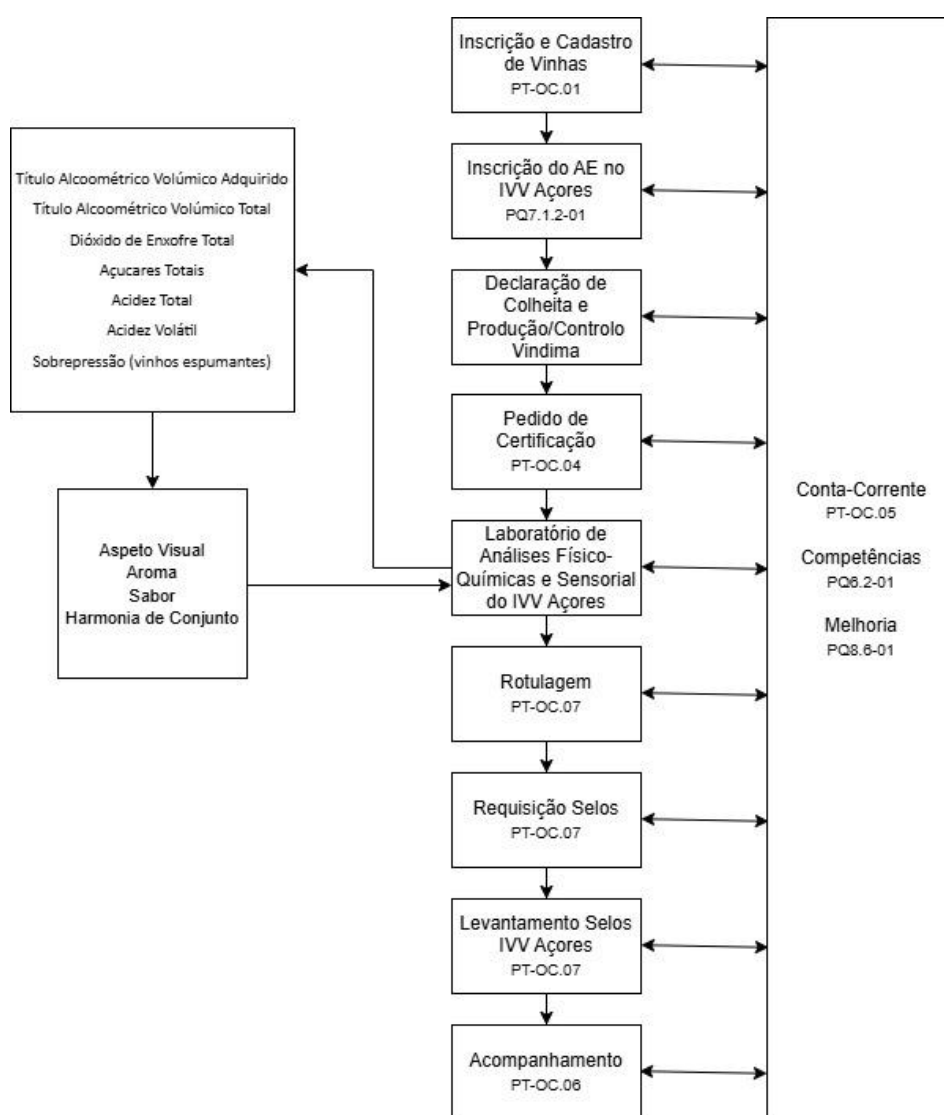 Inscrição e Cadastro
de Vinhas
PT-OC.01
Inscrição do AE no
IVV Açores
PQ7.1.2-01
Declaração de
Colheita e
Produção/Controlo
Vindima
Pedido de
Certificação
PT-OC.04
Laboratório de
Análises Físico-
Químicas e Sensorial
do IVV Açores
Título Alcoométrico Volúmico Adquirido
Título Alcoométrico Volúmico Total
Dióxido de Enxofre Total
Açucares Totais
Acidez Total
Acidez Volátil
Sobrepressão (vinhos espumantes)
Aspeto Visual
Aroma
Sabor
Harmonia de Conjunto
Rotulagem
PT-OC.07
Requisição Selos
PT-OC.07
Levantamento Selos
IVV Açores
PT-OC.07
Acompanhamento
PT-OC.06
Conta-Corrente
PT-OC.05
Competências
PQ6.2-01
Melhoria
PQ8.6-01